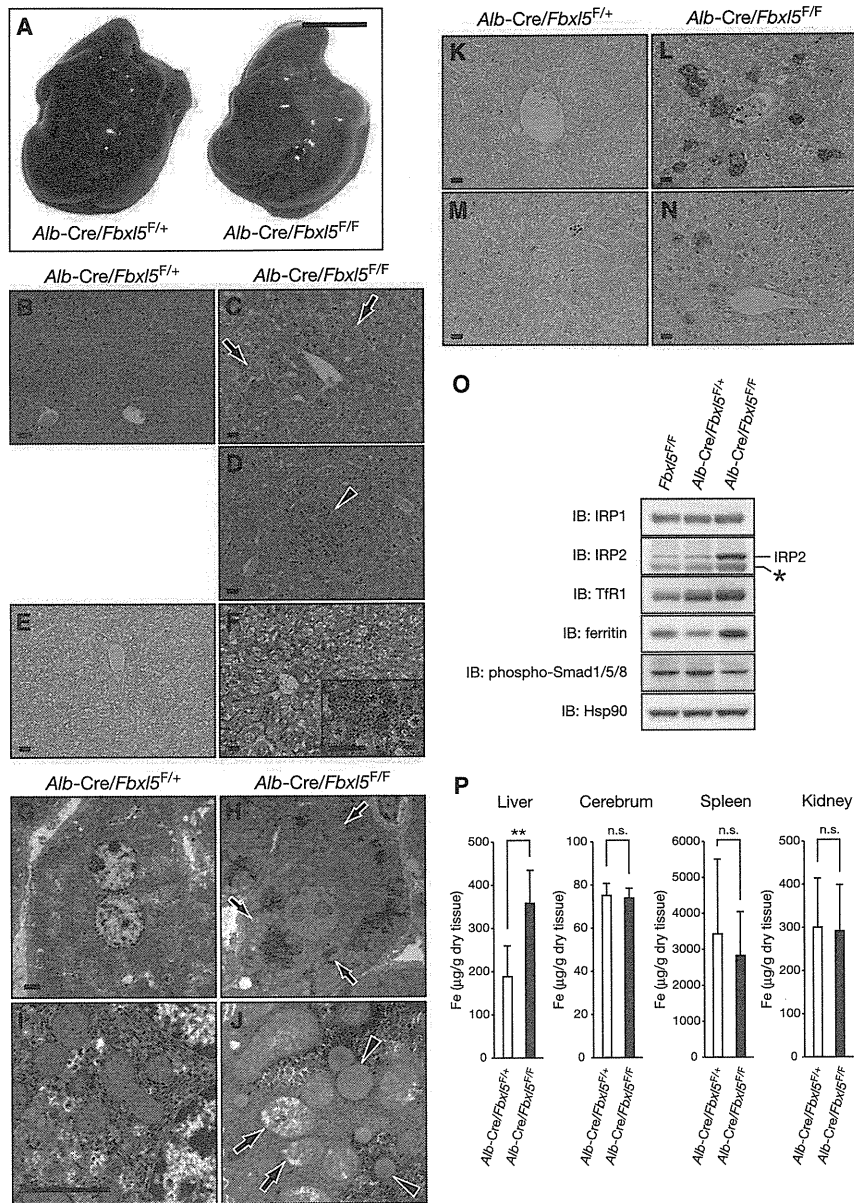 A
Alb-Cre/Fbxl5F/+
Alb-Cre/Fbxl5F/F
Alb-Cre/Fbxl5F/+
Alb-Cre/Fbxl5F/F
B
C
D
E
F
Alb-Cre/Fbxl5F/+
Alb-Cre/Fbxl5F/F
G
H
I
J
Alb-Cre/Fbxl5F/+
Alb-Cre/Fbxl5F/F
K
L
M
N
O
Fbxl5F/F
Alb-Cre/Fbxl5F/+
Alb-Cre/Fbxl5F/F
IB: IRP1
IB: IRP2
IRP2
*
IB: TfR1
IB: ferritin
IB: phospho-Smad1/5/8
IB: Hsp90
P
Liver
Fe (µg/g dry tissue)
500
400
300
200
100
0
**
Alb-Cre/Fbxl5F/+
Alb-Cre/Fbxl5F/F
Cerebrum
Fe (µg/g dry tissue)
100
80
60
40
20
0
n.s.
Alb-Cre/Fbxl5F/+
Alb-Cre/Fbxl5F/F
Spleen
Fe (µg/g dry tissue)
6000
5000
4000
3000
2000
1000
0
n.s.
Alb-Cre/Fbxl5F/+
Alb-Cre/Fbxl5F/F
Kidney
Fe (µg/g dry tissue)
500
400
300
200
100
0
n.s.
Alb-Cre/Fbxl5F/+
Alb-Cre/Fbxl5F/F